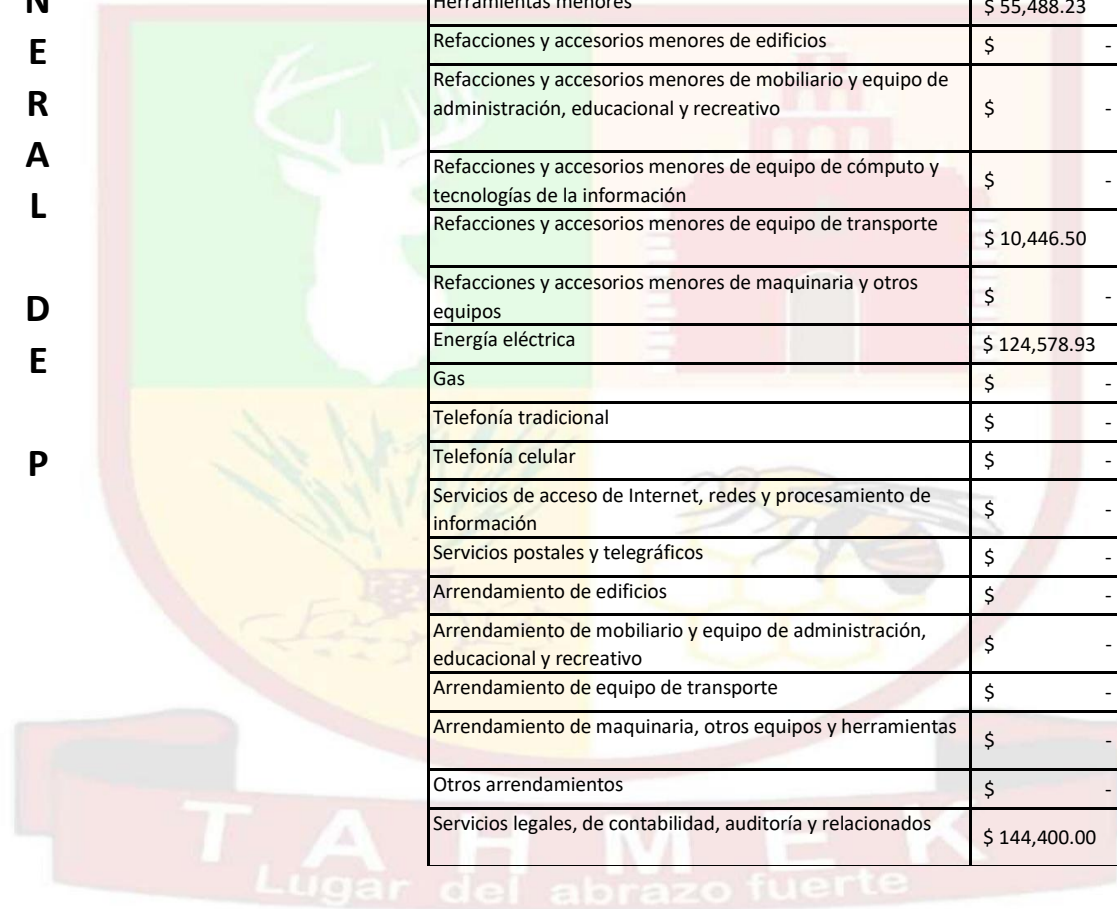 N
E
R
A
L
D
E
P
Herramientas menores $ 55,488.23
Refacciones y accesorios menores de edificios $ -
Refacciones y accesorios menores de mobiliario y equipo de
administración, educacional y recreativo $ -
Refacciones y accesorios menores de equipo de cómputo y
tecnologías de la información $ -
Refacciones y accesorios menores de equipo de transporte $ 10,446.50
Refacciones y accesorios menores de maquinaria y otros
equipos $ -
Energía eléctrica $ 124,578.93
Gas $ -
Telefonía tradicional $ -
Telefonía celular $ -
Servicios de acceso de Internet, redes y procesamiento de
información $ -
Servicios postales y telegráficos $ -
Arrendamiento de edificios $ -
Arrendamiento de mobiliario y equipo de administración,
educacional y recreativo $ -
Arrendamiento de equipo de transporte $ -
Arrendamiento de maquinaria, otros equipos y herramientas $ -
Otros arrendamientos $ -
Servicios legales, de contabilidad, auditoría y relacionados $ 144,400.00
TAHMEK
Lugar del abrazo fuerte